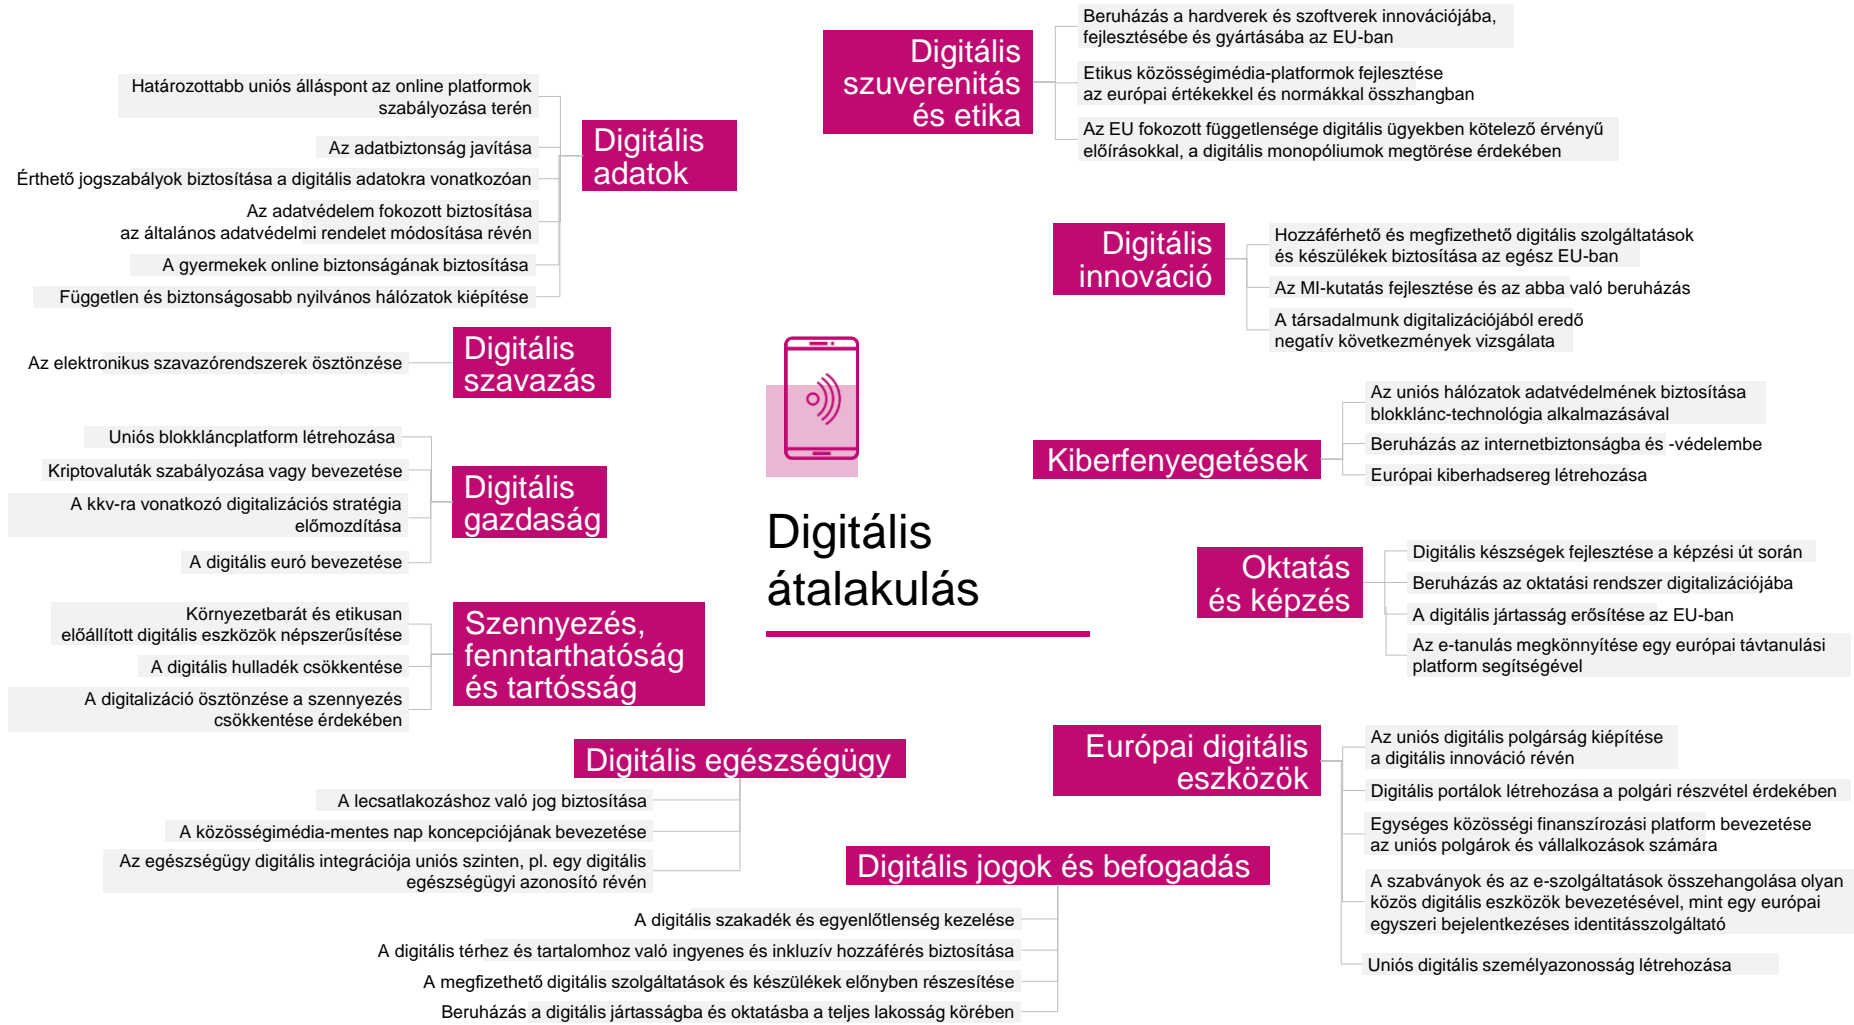 Digitális
átalakulás
Digitális
adatok
Határozottabb uniós álláspont az online platformok
szabályozása terén
Az adatbiztonság javítása
Érthető jogszabályok biztosítása a digitális adatokra vonatkozóan
Az adatvédelem fokozott biztosítása
az általános adatvédelmi rendelet módosítása révén
A gyermekek online biztonságának biztosítása
Független és biztonságosabb nyilvános hálózatok kiépítése
Digitális
szavazás
Az elektronikus szavazórendszerek ösztönzése
Digitális
gazdaság
Uniós blokkláncplatform létrehozása
Kriptovaluták szabályozása vagy bevezetése
A kkv-ra vonatkozó digitalizációs stratégia
előmozdítása
A digitális euró bevezetése
Szennyezés,
fenntarthatóság
és tartósság
Környezetbarát és etikusan
előállított digitális eszközök népszerűsítése
A digitális hulladék csökkentése
A digitalizáció ösztönzése a szennyezés
csökkentése érdekében
Digitális egészségügy
A lecsatlakozáshoz való jog biztosítása
A közösségimédia-mentes nap koncepciójának bevezetése
Az egészségügy digitális integrációja uniós szinten, pl. egy digitális
egészségügyi azonosító révén
Digitális jogok és befogadás
A digitális szakadék és egyenlőtlenség kezelése
A digitális térhez és tartalomhoz való ingyenes és inkluzív hozzáférés biztosítása
A megfizethető digitális szolgáltatások és készülékek előnyben részesítése
Beruházás a digitális jártasságba és oktatásba a teljes lakosság körében
Digitális
szuverenitás
és etika
Beruházás a hardverek és szoftverek innovációjába,
fejlesztésébe és gyártásába az EU-ban
Etikus közösségimédia-platformok fejlesztése
az európai értékekkel és normákkal összhangban
Az EU fokozott függetlensége digitális ügyekben kötelező érvényű
előírásokkal, a digitális monopóliumok megtörése érdekében
Digitális
innováció
Hozzáférhető és megfizethető digitális szolgáltatások
és készülékek biztosítása az egész EU-ban
Az MI-kutatás fejlesztése és az abba való beruházás
A társadalmunk digitalizációjából eredő
negatív következmények vizsgálata
Kiberfenyegetések
Az uniós hálózatok adatvédelmének biztosítása
blokklánc-technológia alkalmazásával
Beruházás az internetbiztonságba és -védelembe
Európai kiberhadsereg létrehozása
Oktatás
és képzés
Digitális készségek fejlesztése a képzési út során
Beruházás az oktatási rendszer digitalizációjába
A digitális jártasság erősítése az EU-ban
Az e-tanulás megkönnyítése egy európai távtanulási
platform segítségével
Európai digitális
eszközök
Az uniós digitális polgárság kiépítése
a digitális innováció révén
Digitális portálok létrehozása a polgári részvétel érdekében
Egységes közösségi finanszírozási platform bevezetése
az uniós polgárok és vállalkozások számára
A szabványok és az e-szolgáltatások összehangolása olyan
közös digitális eszközök bevezetésével, mint egy európai
egyszeri bejelentkezéses identitásszolgáltató
Uniós digitális személyazonosság létrehozása